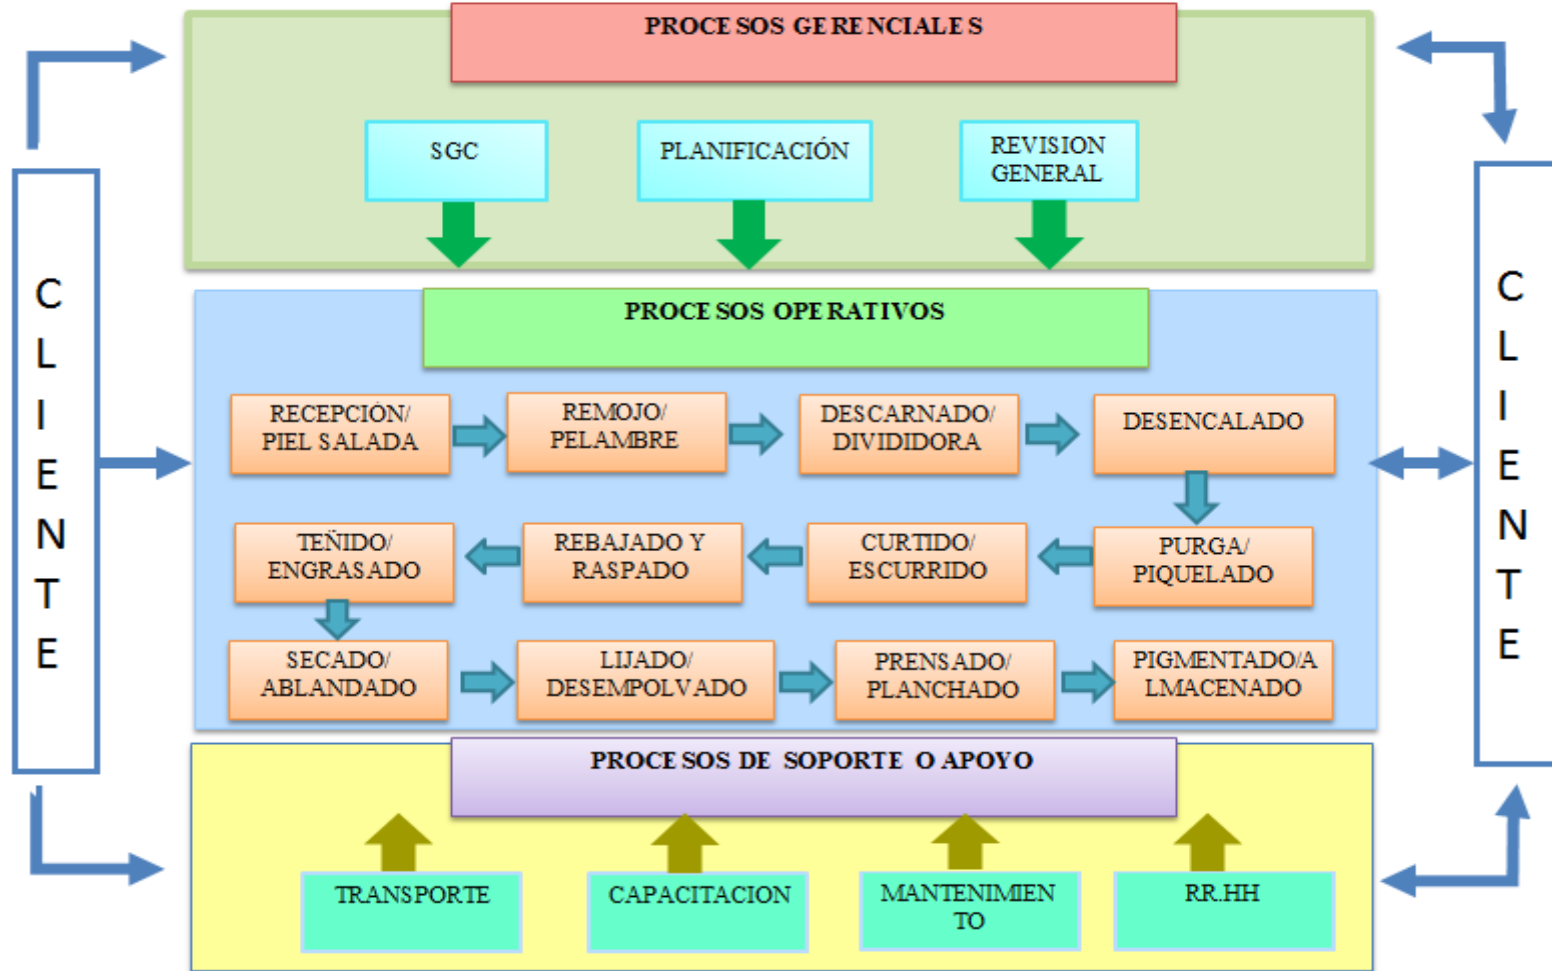 PROCESOS GERENCIALES
SGC
PLANIFICACIÓN
REVISION
GENERAL
CLIENTE
PROCESOS OPERATIVOS
RECEPCIÓN/
PIEL SALADA
REMOJO/
PELAMBRE
DESCARNADO/
DIVIDIDORA
DESENCALADO
PURGA/
PIQUELADO
CURTIDO/
ESCURRIDO
REBAJADO Y
RASPADO
TEÑIDO/
ENGRASADO
SECADO/
ABLANDADO
LIJADO/
DESEMPOLVADO
PRENSADO/
PLANCHADO
PIGMENTADO/A
LMACENADO
CLIENTE
PROCESOS DE SOPORTE O APOYO
TRANSPORTE
CAPACITACION
MANTENIMIEN
TO
RR.HH